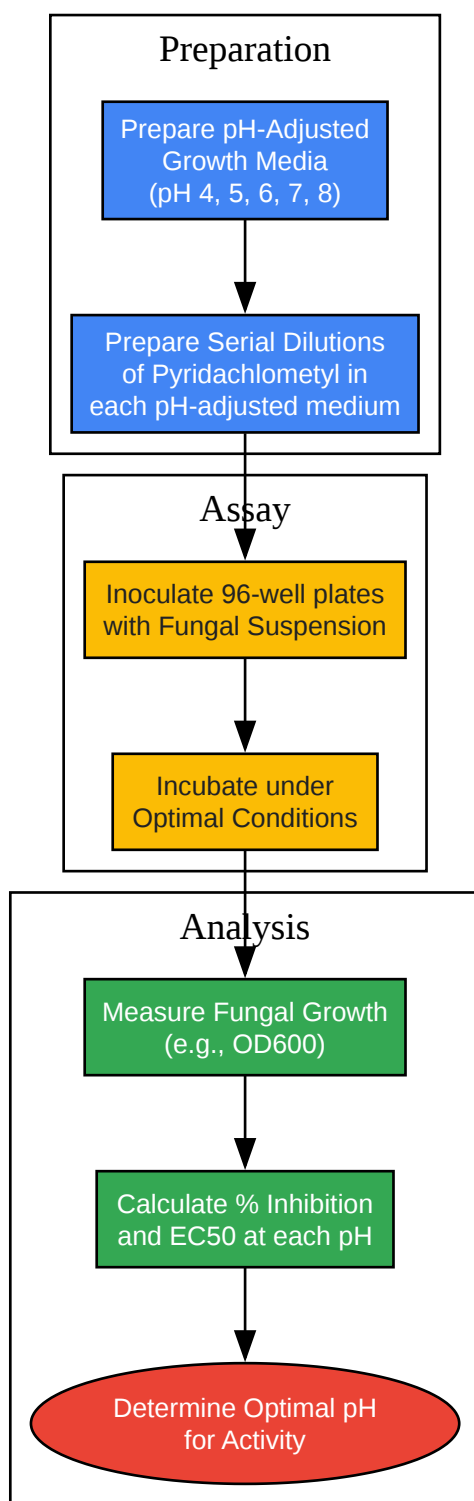 Preparation
Prepare pH-Adjusted
Growth Media
(pH 4, 5, 6, 7, 8)
Prepare Serial Dilutions
of Pyridachlometyl in
each pH-adjusted medium
Assay
Inoculate 96-well plates
with Fungal Suspension
Incubate under
Optimal Conditions
Analysis
Measure Fungal Growth
(e.g., OD600)
Calculate % Inhibition
and EC50 at each pH
Determine Optimal pH
for Activity